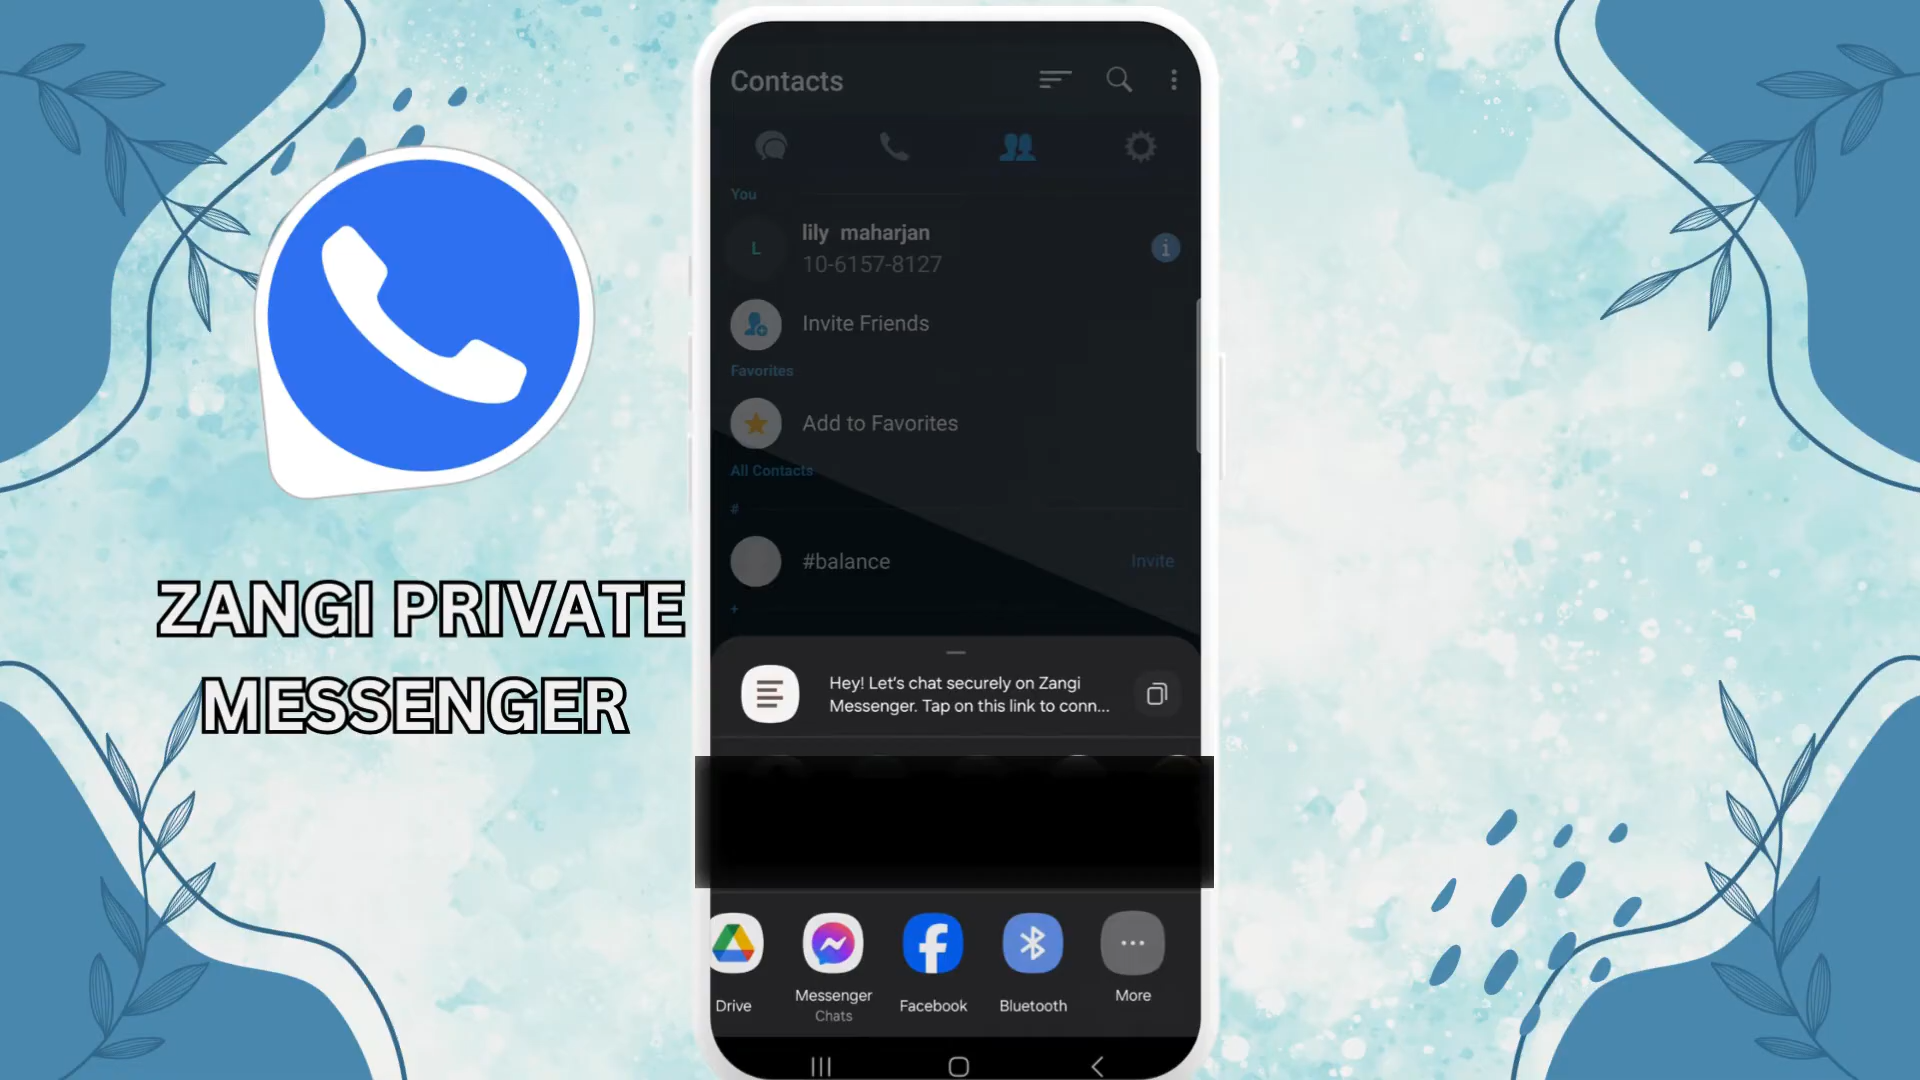 ZANGI PRIVATE
MESSENGER
Contacts
You
L
lily maharjan
10-6157-8127
i
Invite Friends
Favorites
Add to Favorites
All Contacts
#
#balance
Invite
+
Hey! Let's chat securely on Zangi
Messenger. Tap on this link to conn...
Drive
Messenger
Chats
Facebook
Bluetooth
More